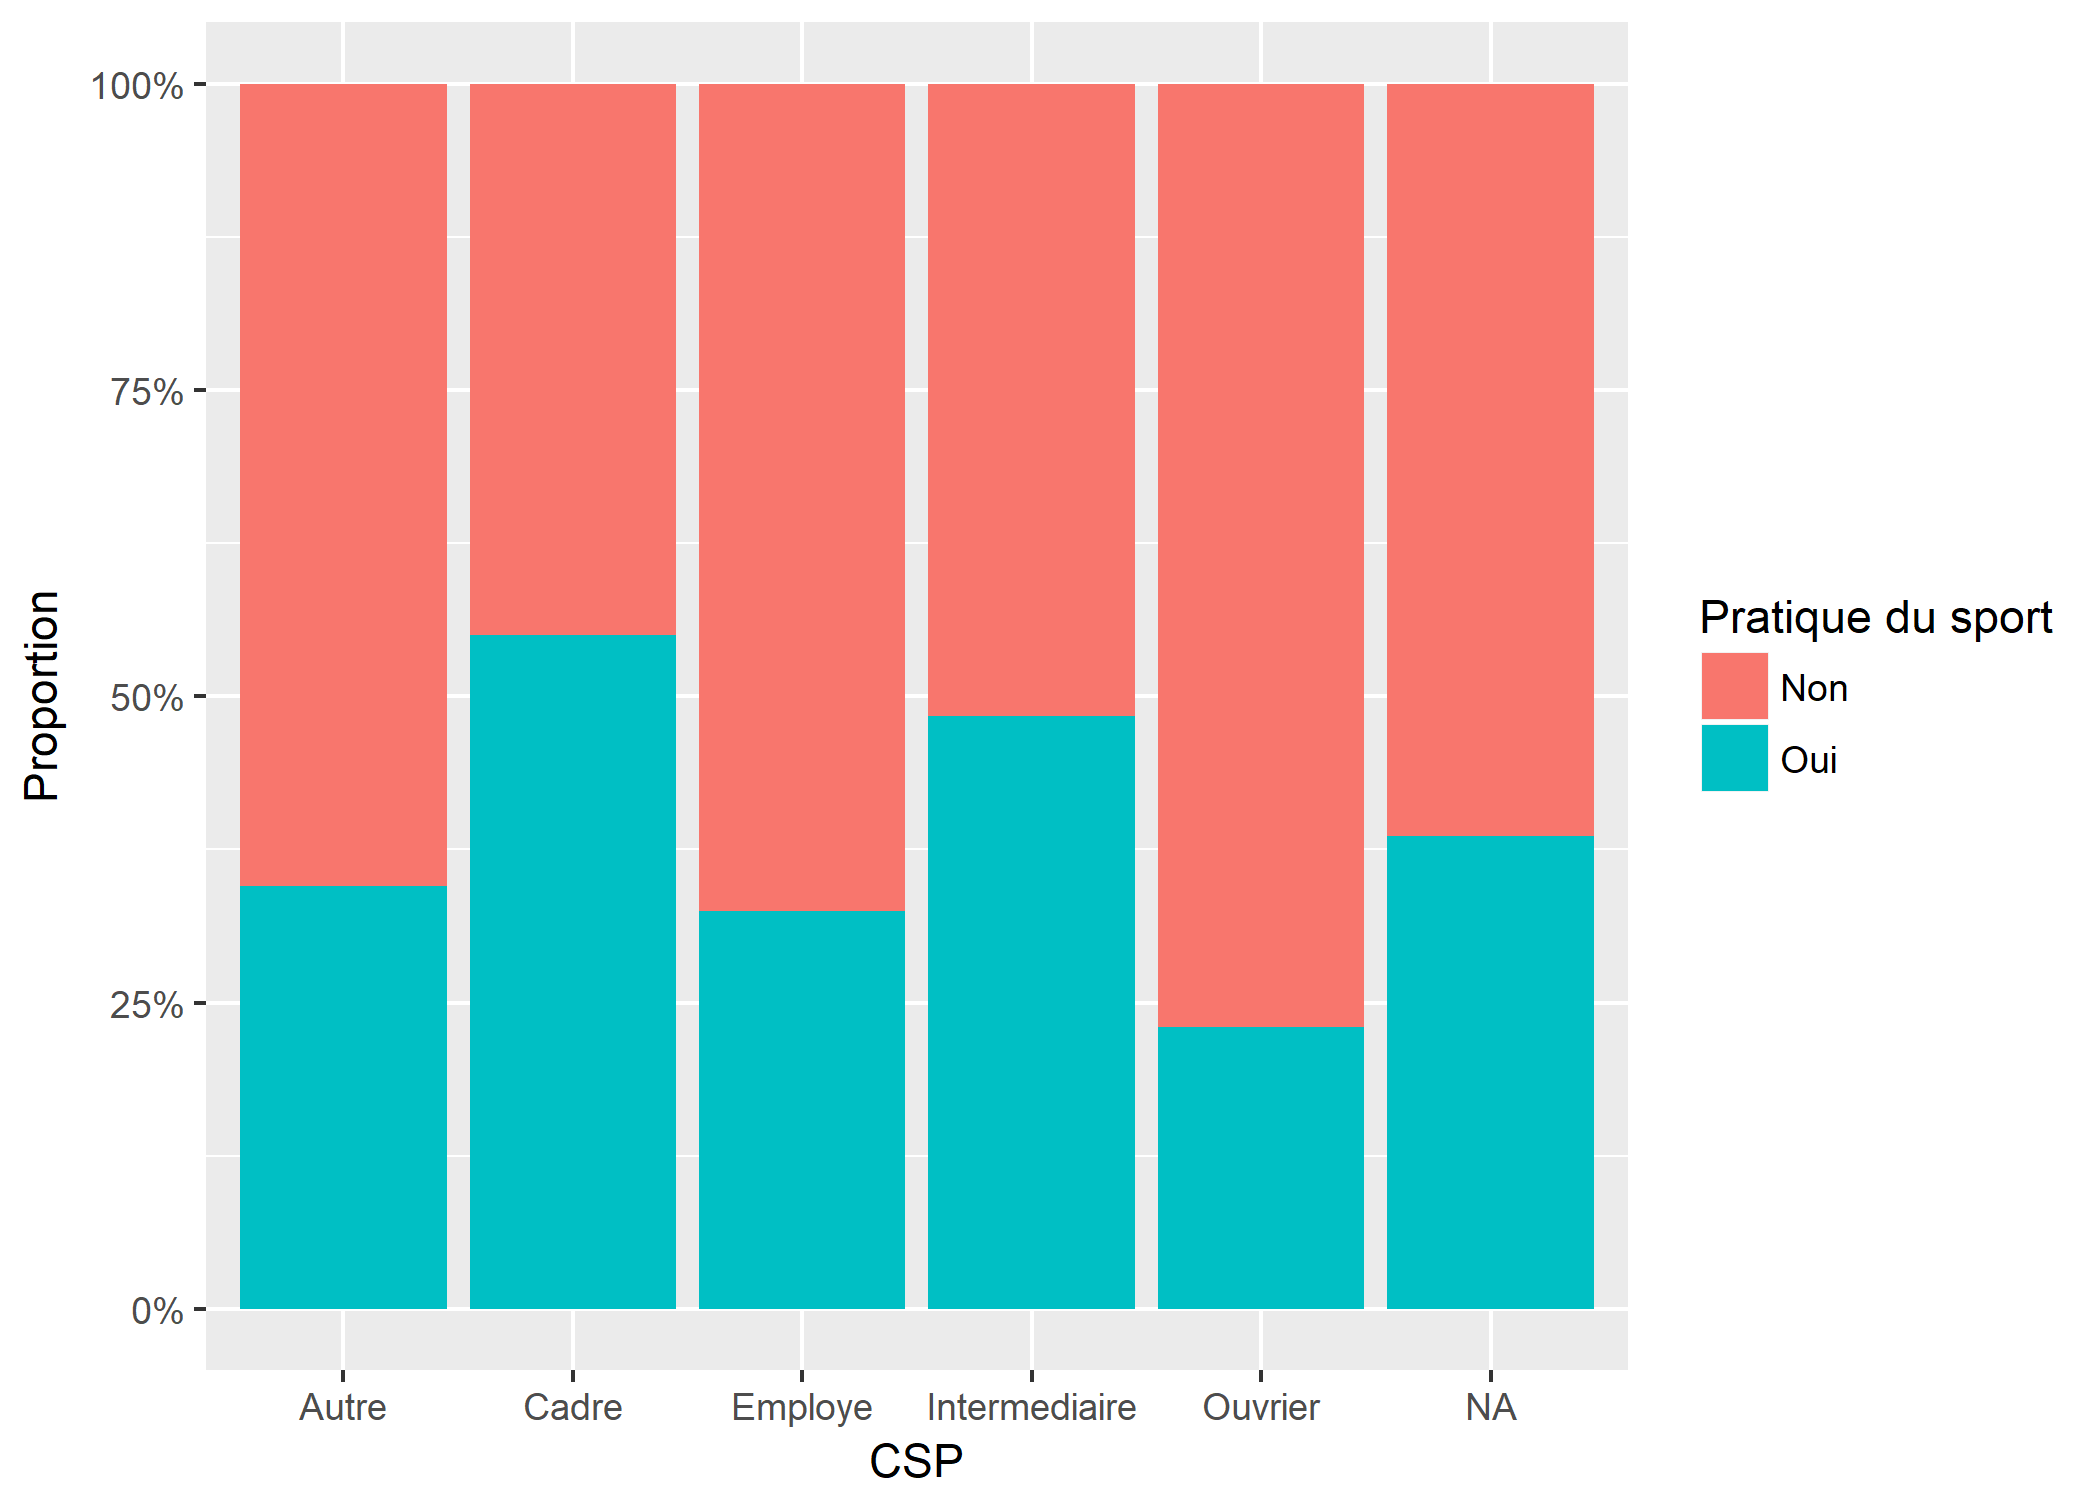 100%
75%
50%
25%
0%
Proportion
Autre Cadre Employe Intermediaire Ouvrier NA
CSP
Pratique du sport
Non
Oui